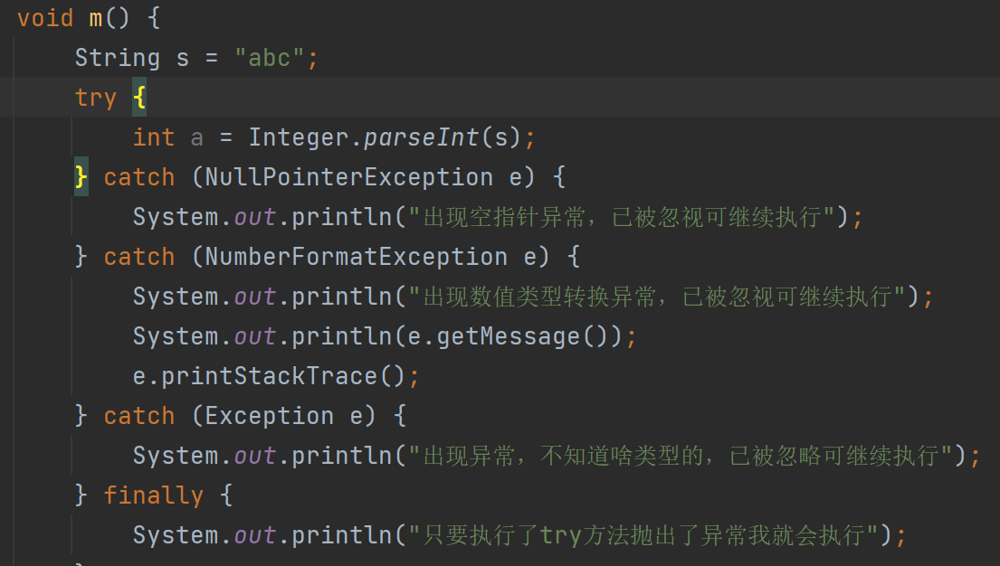 void m() {
    String s = "abc";
    try {
        int a = Integer.parseInt(s);
    } catch (NullPointerException e) {
        System.out.println("出现空指针异常，已被忽视可继续执行");
    } catch (NumberFormatException e) {
        System.out.println("出现数值类型转换异常，已被忽视可继续执行");
        System.out.println(e.getMessage());
        e.printStackTrace();
    } catch (Exception e) {
        System.out.println("出现异常，不知道啥类型的，已被忽略可继续执行");
    } finally {
        System.out.println("只要执行了try方法抛出了异常我就会执行");
    }